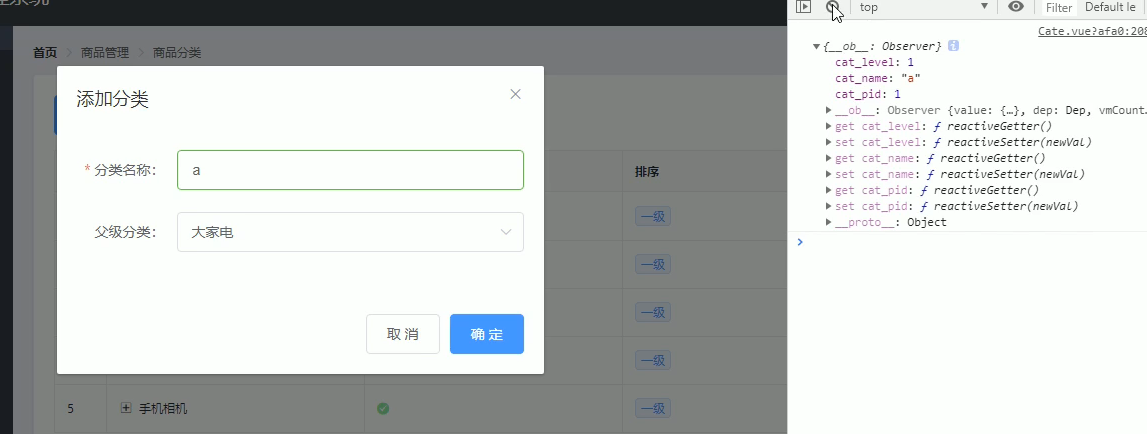 首页 > 商品管理 > 商品分类
添加分类
* 分类名称:
a
父级分类:
大家电
取 消
确 定
排序
一级
一级
一级
一级
5
手机相机
一级
top
Filter
Default le
Cate.vue?afa0:208
{__ob__: Observer}
cat_level: 1
cat_name: "a"
cat_pid: 1
__ob__: Observer {value: {…}, dep: Dep, vmCount…
get cat_level: ƒ reactiveGetter()
set cat_level: ƒ reactiveSetter(newVal)
get cat_name: ƒ reactiveGetter()
set cat_name: ƒ reactiveSetter(newVal)
get cat_pid: ƒ reactiveGetter()
set cat_pid: ƒ reactiveSetter(newVal)
__proto__: Object